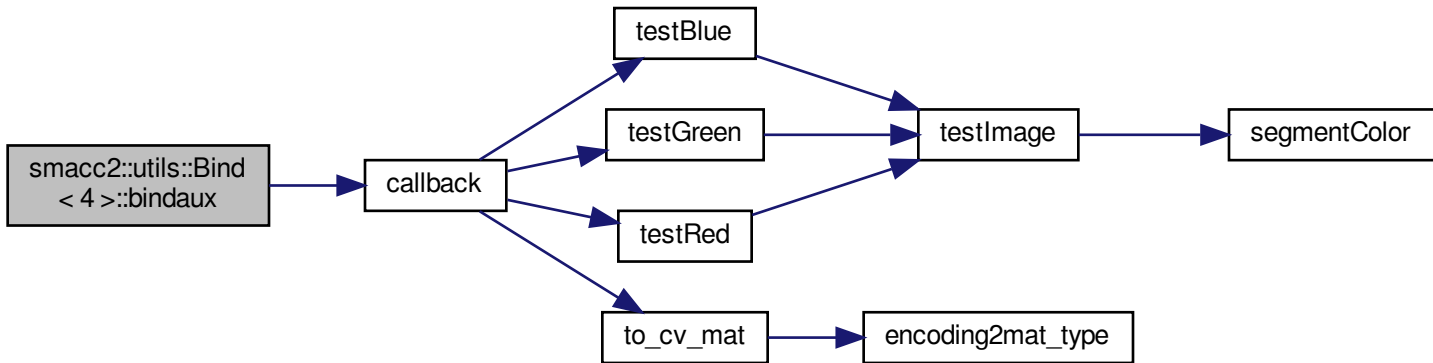 smacc2::utils::Bind
< 4 >::bindaux
callback
testBlue
testGreen
testRed
to_cv_mat
testImage
encoding2mat_type
segmentColor